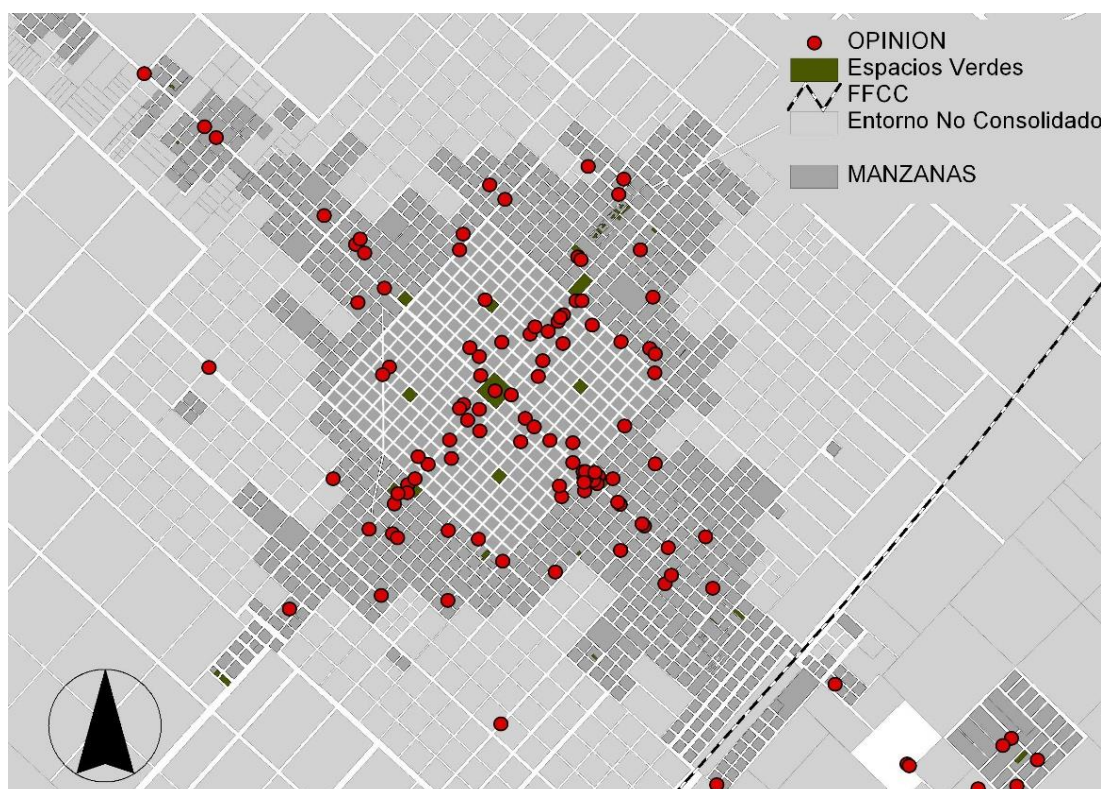 OPINION
Espacios Verdes
FFCC
Entorno No Consolidado
MANZANAS